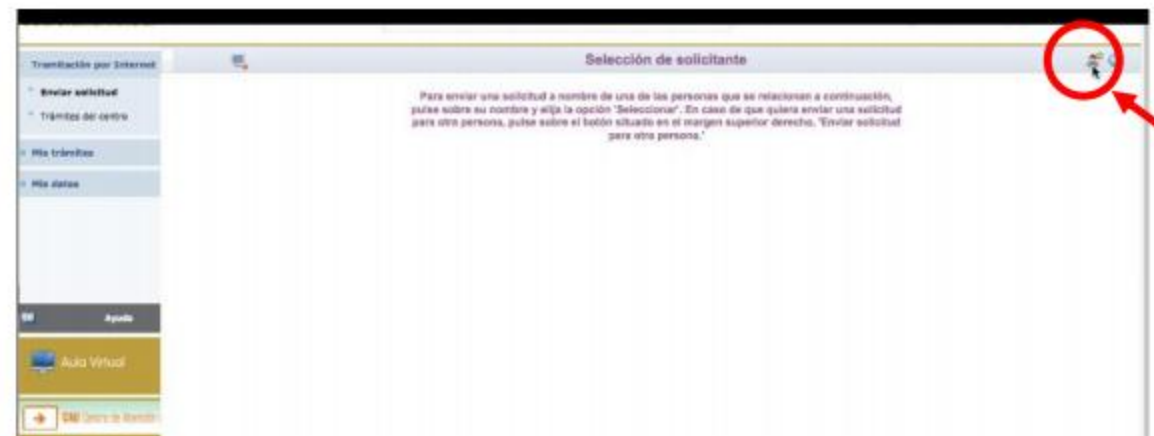 Tramitación por Internet
Selección de solicitante
Enviar solicitud
Trámites del centro
Para enviar una solicitud a nombre de una de las personas que se relacionan a continuación,
pulse sobre su nombre y elija la opción 'Seleccionar'. En caso de que quiera enviar una solicitud
para otra persona, pulse sobre el botón situado en el margen superior derecho, 'Enviar solicitud
para otra persona.'
Mis trámites
Mis datos
Ayuda
Aula Virtual